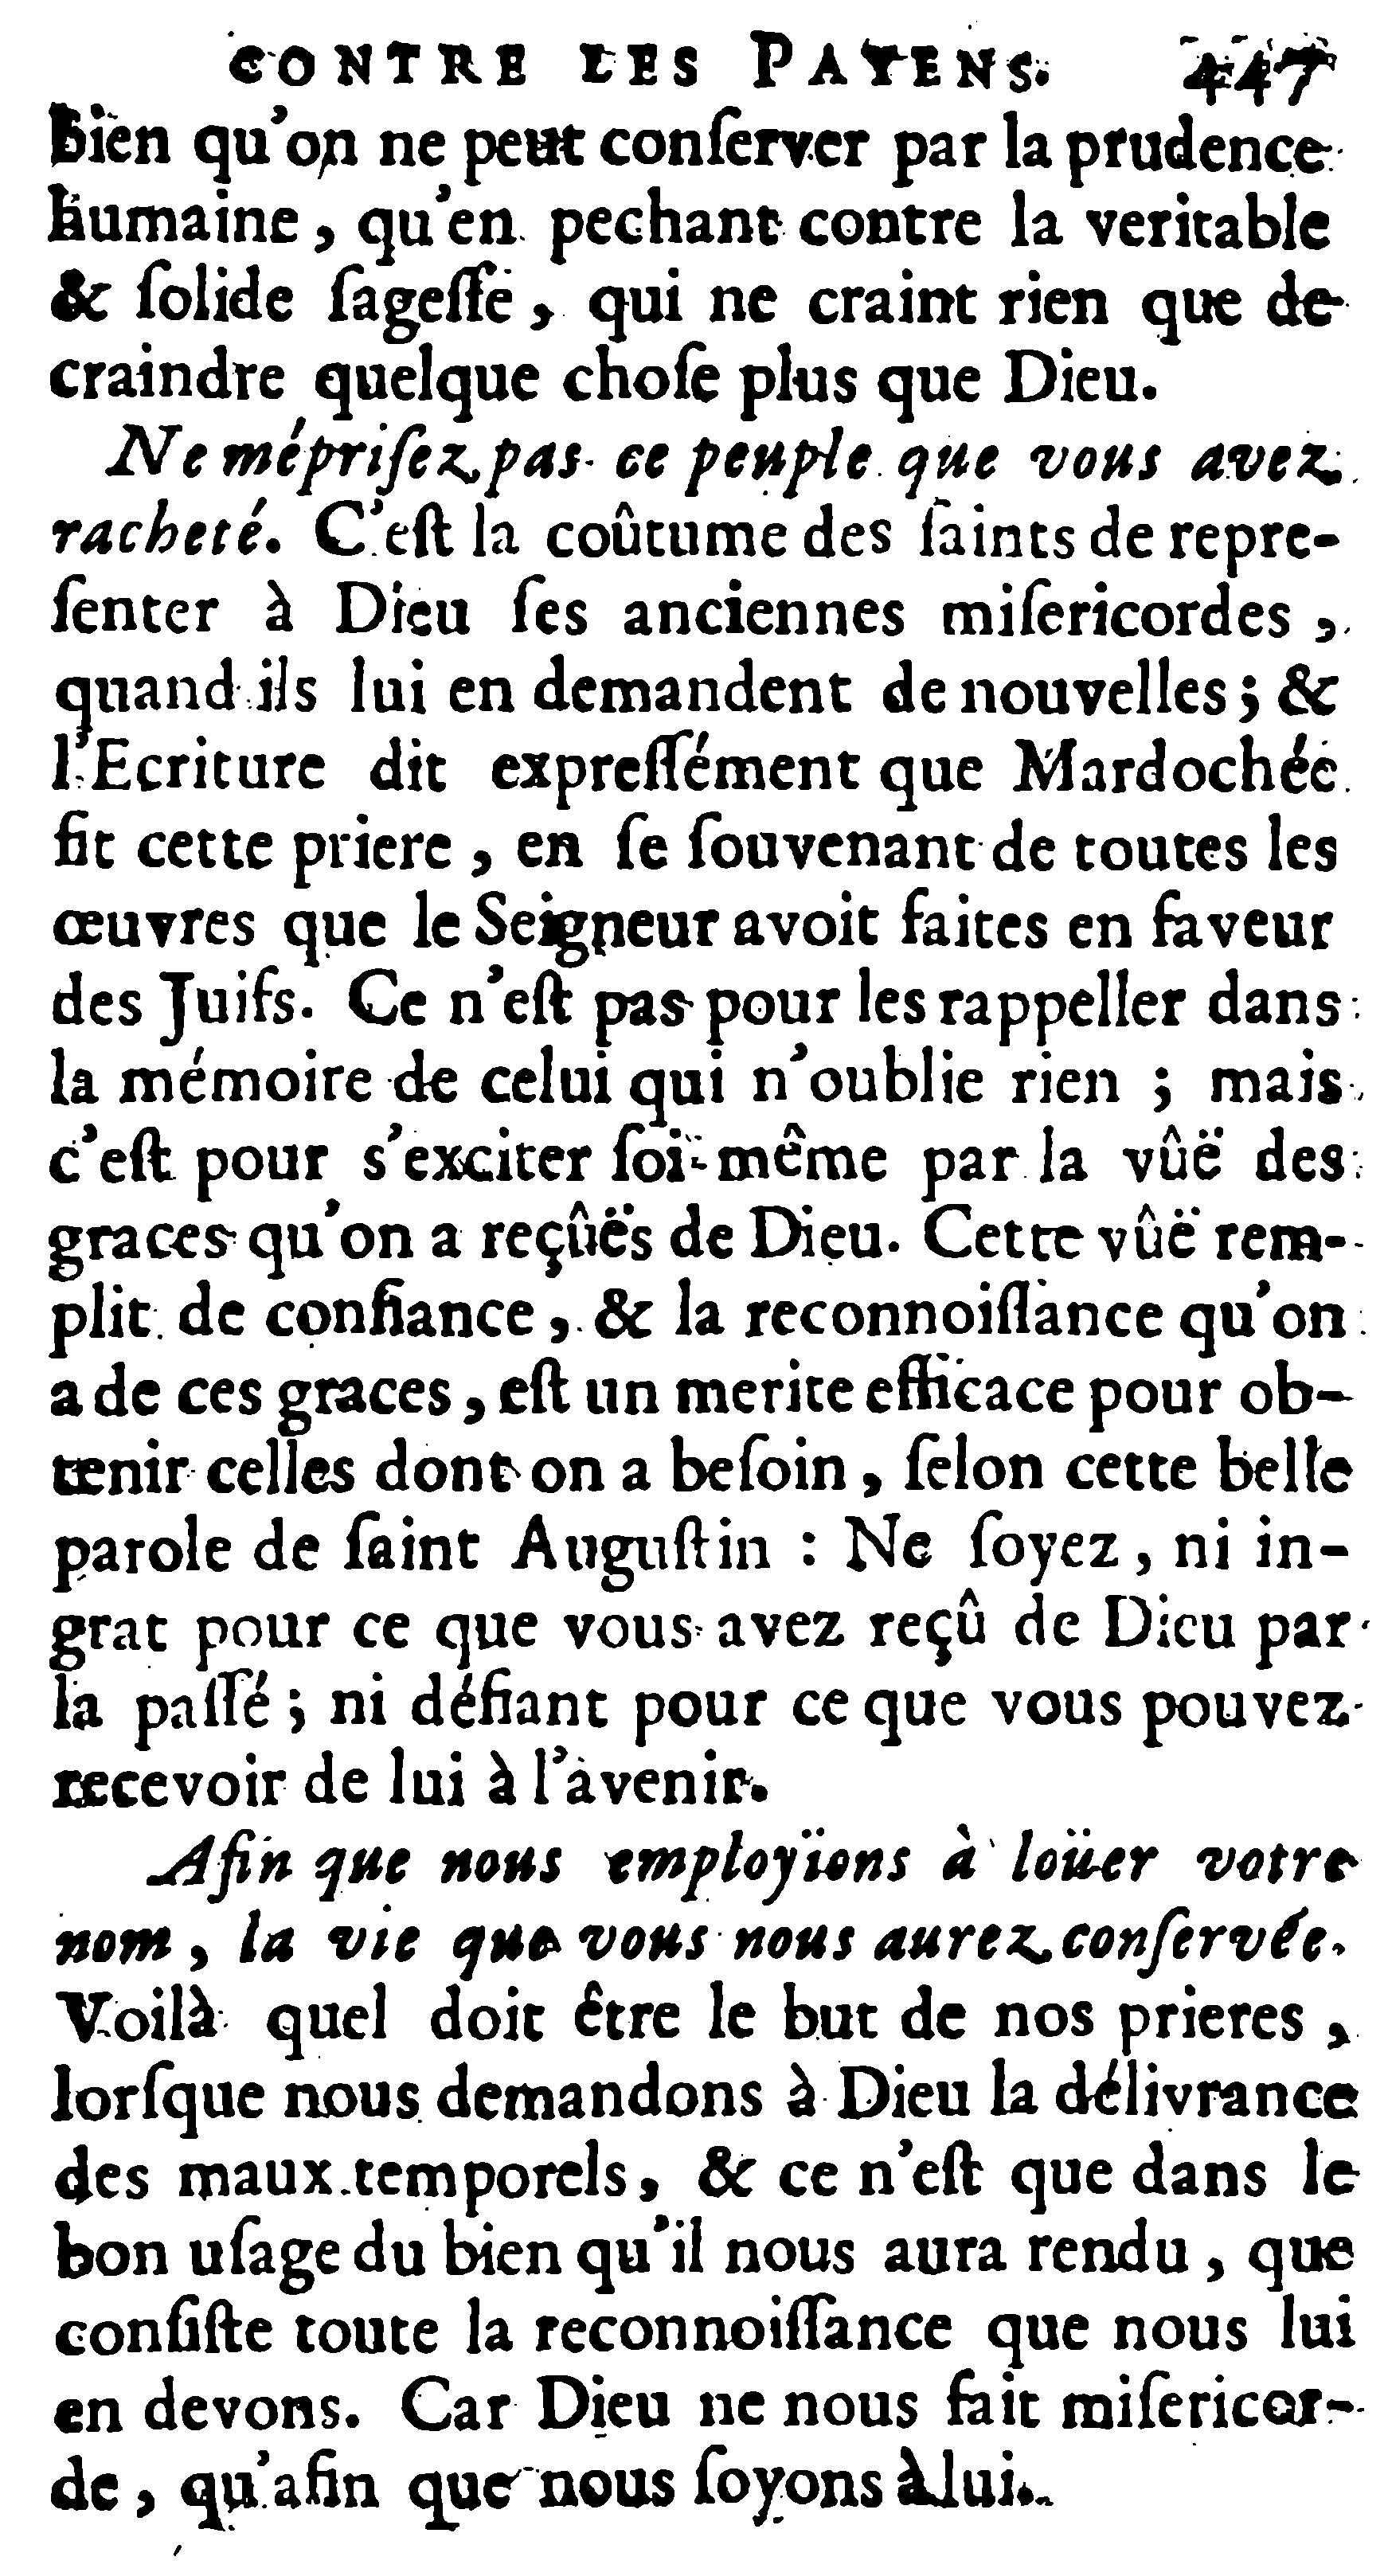 CONTRE LES PAYENS. 447
bien qu'on ne peut conſerver par la prudence
humaine, qu'en pechant contre la veritable
& ſolide ſageſſe, qui ne craint rien que de
craindre quelque choſe plus que Dieu.
Ne mépriſez pas ce peuple que vous avez
racheté. C'eſt la coûtume des ſaints de repre-
ſenter à Dieu ſes anciennes miſericordes,
quand ils lui en demandent de nouvelles; &
l'Ecriture dit expreſſément que Mardochée
fit cette priere, en ſe ſouvenant de toutes les
œuvres que le Seigneur avoit faites en faveur
des Juifs. Ce n'eſt pas pour les rappeller dans
la mémoire de celui qui n'oublie rien; mais
c'eſt pour s'exciter ſoi-même par la vûë des
graces qu'on a reçûës de Dieu. Cette vûë rem-
plit de confiance, & la reconnoiſſance qu'on
a de ces graces, eſt un merite efficace pour ob-
tenir celles dont on a beſoin, ſelon cette belle
parole de ſaint Auguſtin : Ne ſoyez, ni in-
grat pour ce que vous avez reçû de Dieu par
la paſſé; ni défiant pour ce que vous pouvez
recevoir de lui à l'avenir.
Afin que nous employïons à loüer votre
nom, la vie que vous nous aurez conſervée.
Voilà quel doit être le but de nos prieres,
lorſque nous demandons à Dieu la délivrance
des maux temporels, & ce n'eſt que dans le
bon uſage du bien qu'il nous aura rendu, que
conſiſte toute la reconnoiſſance que nous lui
en devons. Car Dieu ne nous fait miſericor-
de, qu'afin que nous ſoyons à lui.